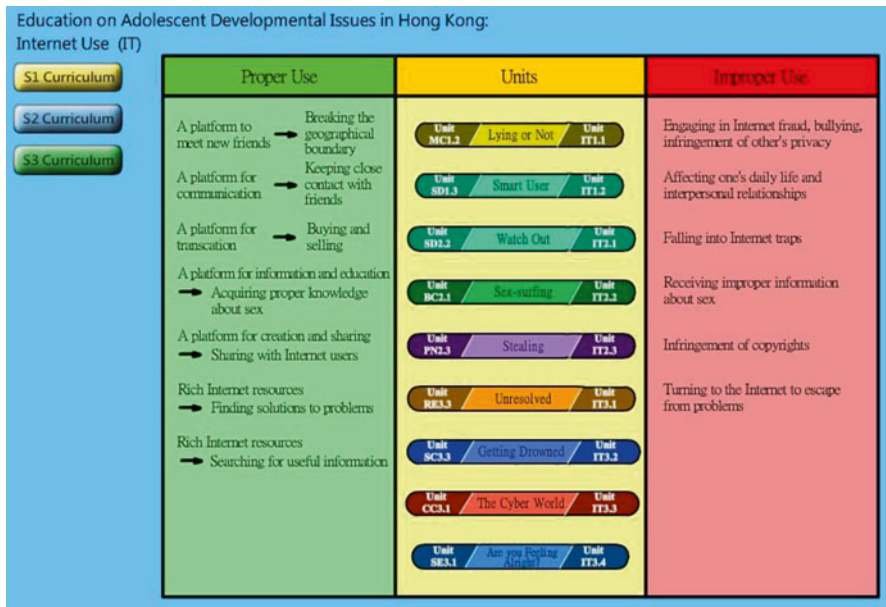 Education on Adolescent Developmental Issues in Hong Kong:
Internet Use (IT)
S1 Curriculum
S2 Curriculum
S3 Curriculum
Proper Use
A platform to
meet new friends
Breaking the
geographical
boundary
A platform for
communication
Keeping close
contact with
friends
A platform for
transcation
Buying and
selling
A platform for information and education
Acquiring proper knowledge
about sex
A platform for creation and sharing
Sharing with Internet users
Rich Internet resources
Finding solutions to problems
Rich Internet resources
Searching for useful information
Units
Unit
MC1.2
Lying or Not
Unit
IT1.1
Unit
SD1.3
Smart User
Unit
IT1.2
Unit
SD2.2
Watch Out
Unit
IT2.1
Unit
BC2.1
Sex-surfing
Unit
IT2.2
Unit
PN2.3
Stealing
Unit
IT2.3
Unit
RE3.3
Unresolved
Unit
IT3.1
Unit
SC3.3
Getting Drowned
Unit
IT3.2
Unit
CC3.1
The Cyber World
Unit
IT3.3
Unit
SE3.1
Are you Feeling
Alright?
Unit
IT3.4
Improper Use
Engaging in Internet fraud, bullying,
infringement of other's privacy
Affecting one's daily life and
interpersonal relationships
Falling into Internet traps
Receiving improper information
about sex
Infringement of copyrights
Turning to the Internet to escape
from problems